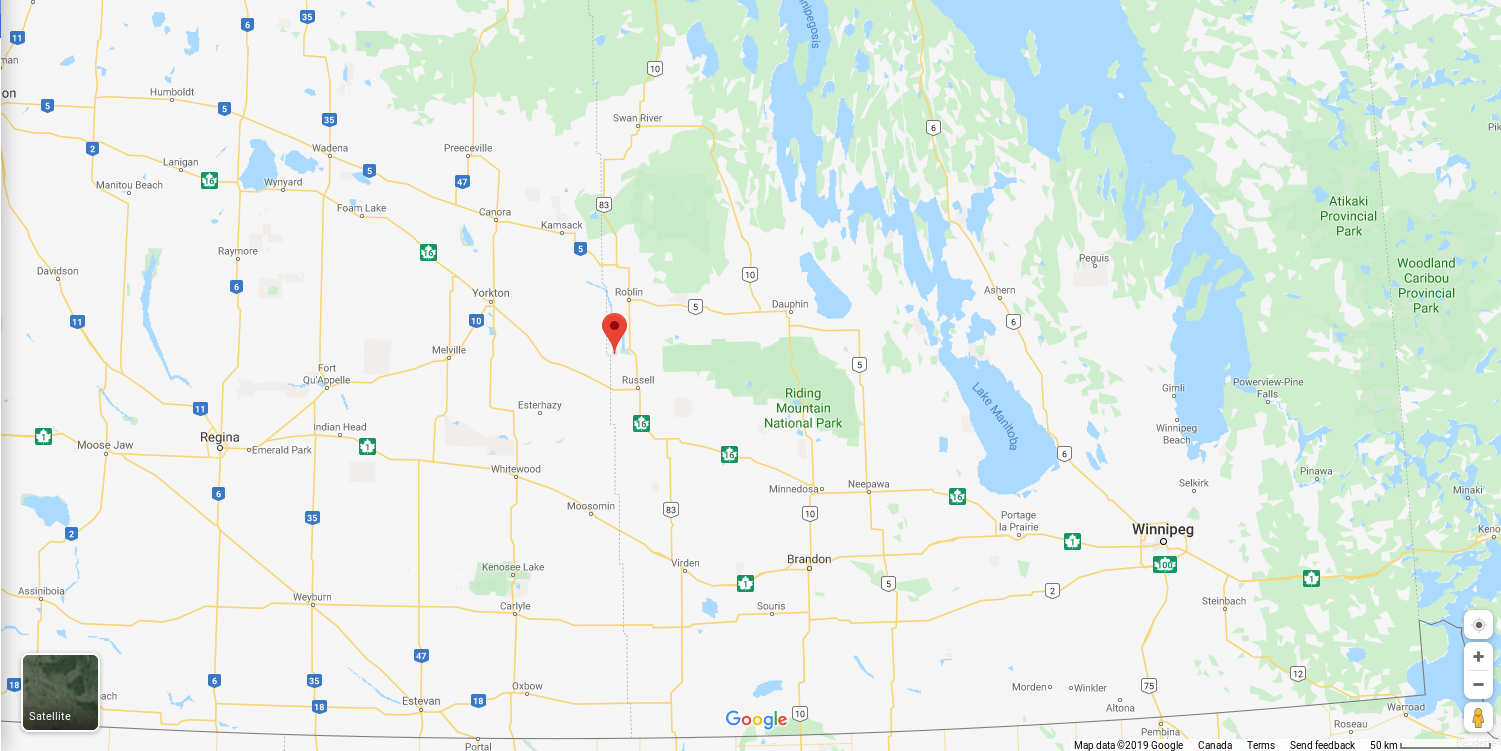 11
6
35
nipegosis
man
10
on
Humboldt
5
5
35
Swan River
6
Pik
2
Wadena
Preeceville
5
Lanigan
16
Manitou Beach
Wynyard
47
Foam Lake
Canora
83
Kamsack
5
Atikaki
Provincial
Park
Raymore
16
Peguis
Davidson
6
10
Woodland
Caribou
Provincial
Park
Yorkton
Roblin
5
Dauphin
Ashern
11
10
6
Melville
5
Fort
Qu'Appelle
Russell
Riding
Mountain
National Park
Lake Manitoba
Gimli
Powerview-Pine
Falls
11
Esterhazy
16
Winnipeg
Beach
1
Regina
Indian Head
1
Moose Jaw
Emerald Park
16
6
Whitewood
Pinawa
Minnedosa
Neepawa
16
Selkirk
Minaki
6
35
Moosomin
83
10
Portage
la Prairie
Winnipeg
Keno
2
1
100
Virden
Brandon
1
Kenosee Lake
1
5
2
Assiniboia
Weyburn
Carlyle
Souris
Steinbach
47
18
6
35
18
Oxbow
Estevan
18
ach
Satellite
Morden
Winkler
75
12
Altona
Google
10
Pembina
Warroad
Roseau
Portal
Baudette
Map data ©2019 Google
Canada
Terms
Send feedback
50 km